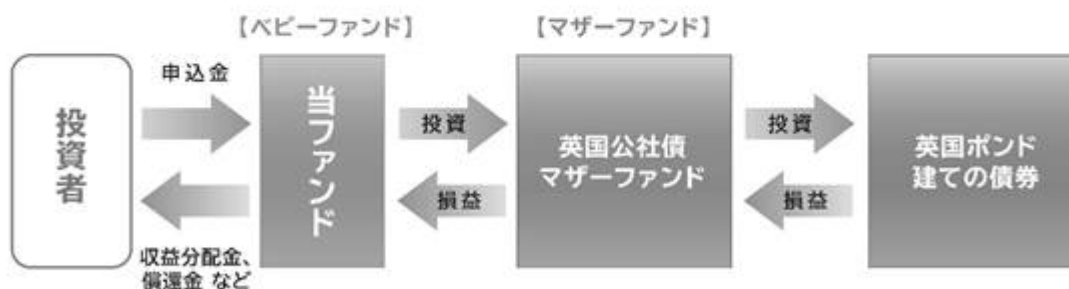 【ベビーファンド】
【マザーファンド】
投資者
申込金
収益分配金、
償還金 など
当ファンド
投資
損益
英国公社債
マザーファンド
投資
損益
英国ポンド
建ての債券